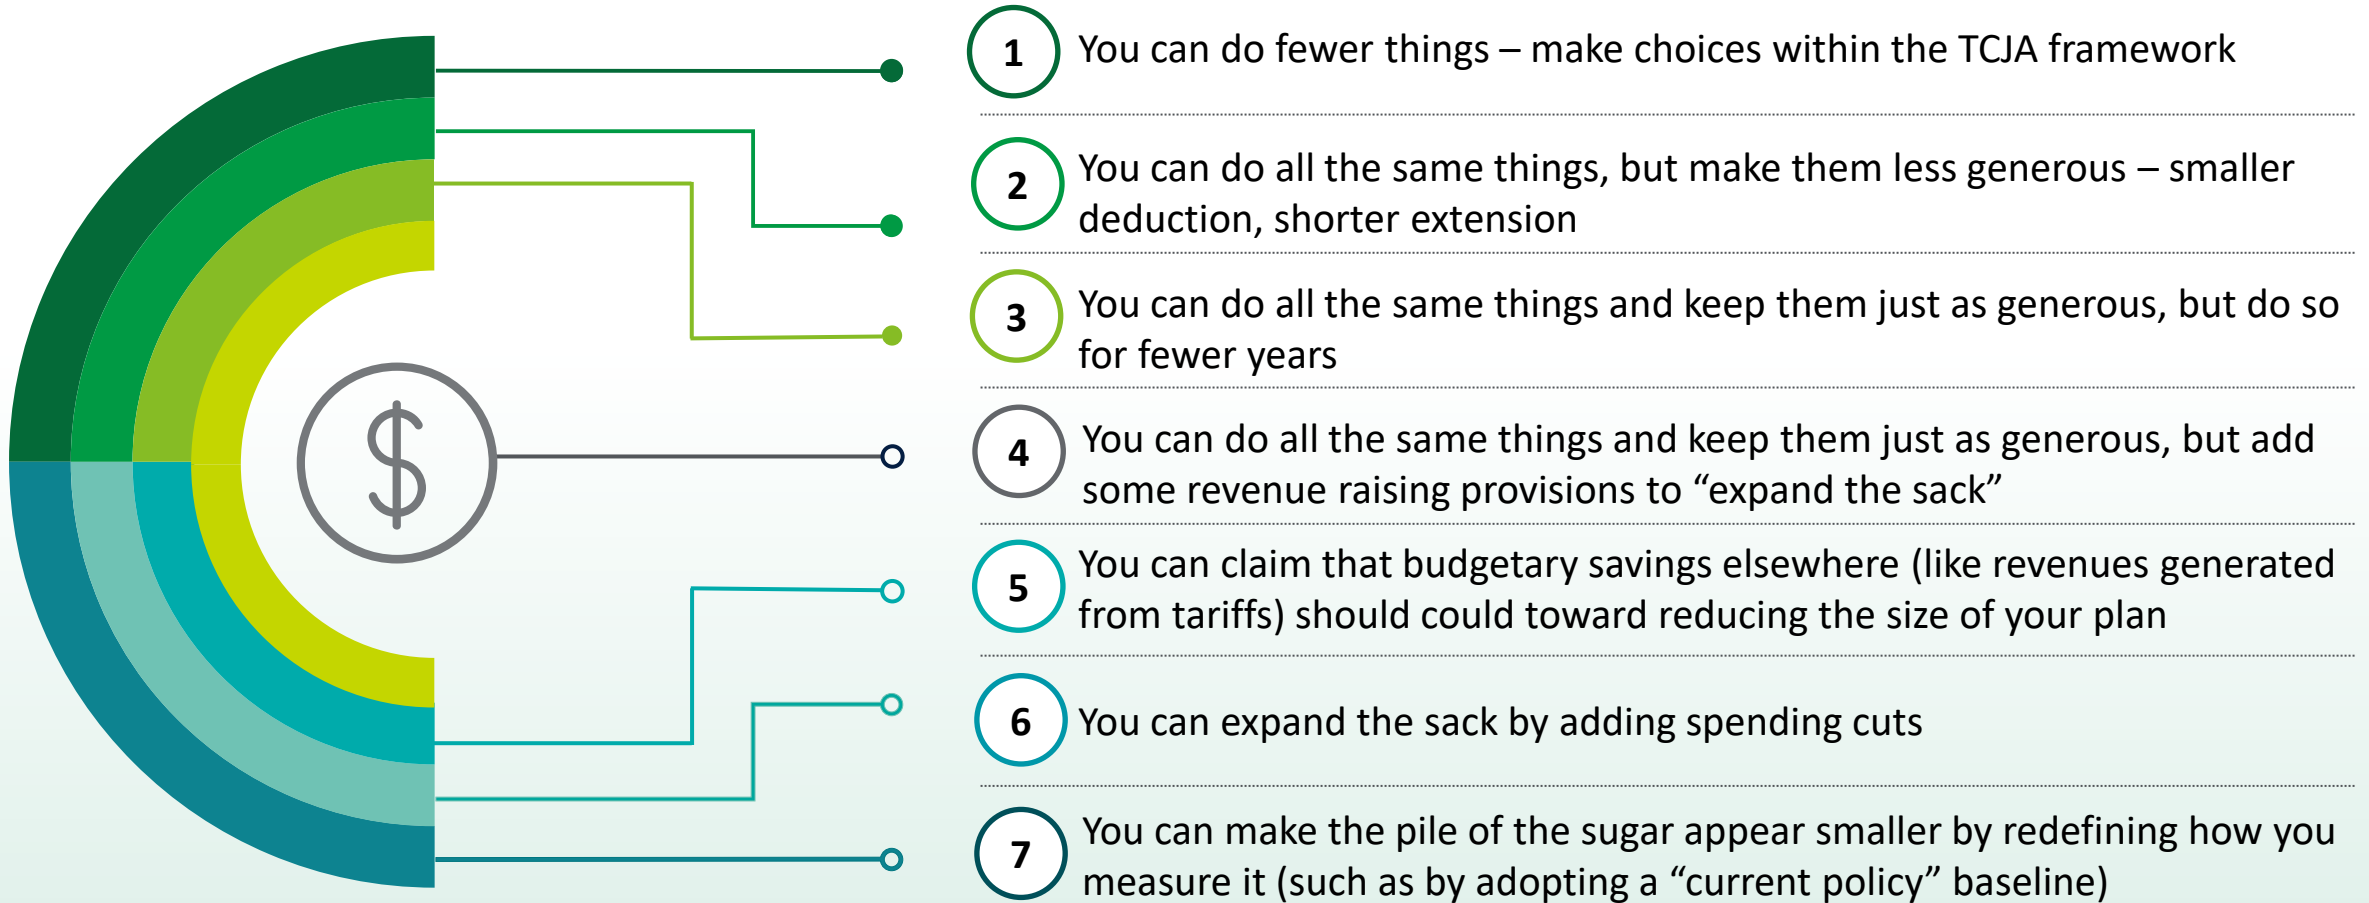 1 You can do fewer things – make choices within the TCJA framework
2 You can do all the same things, but make them less generous – smaller
deduction, shorter extension
3 You can do all the same things and keep them just as generous, but do so
for fewer years
$
4 You can do all the same things and keep them just as generous, but add
some revenue raising provisions to “expand the sack”
5 You can claim that budgetary savings elsewhere (like revenues generated
from tariffs) should could toward reducing the size of your plan
6 You can expand the sack by adding spending cuts
7 You can make the pile of the sugar appear smaller by redefining how you
measure it (such as by adopting a “current policy” baseline)